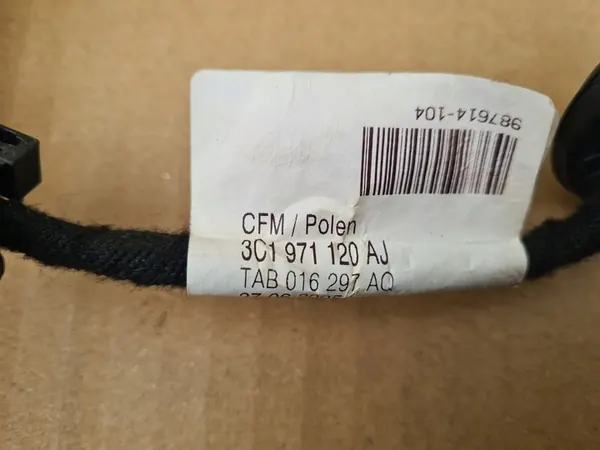 987614-104
CFM / Polen
3C1 971 120 AJ
TAB 016 297 AQ